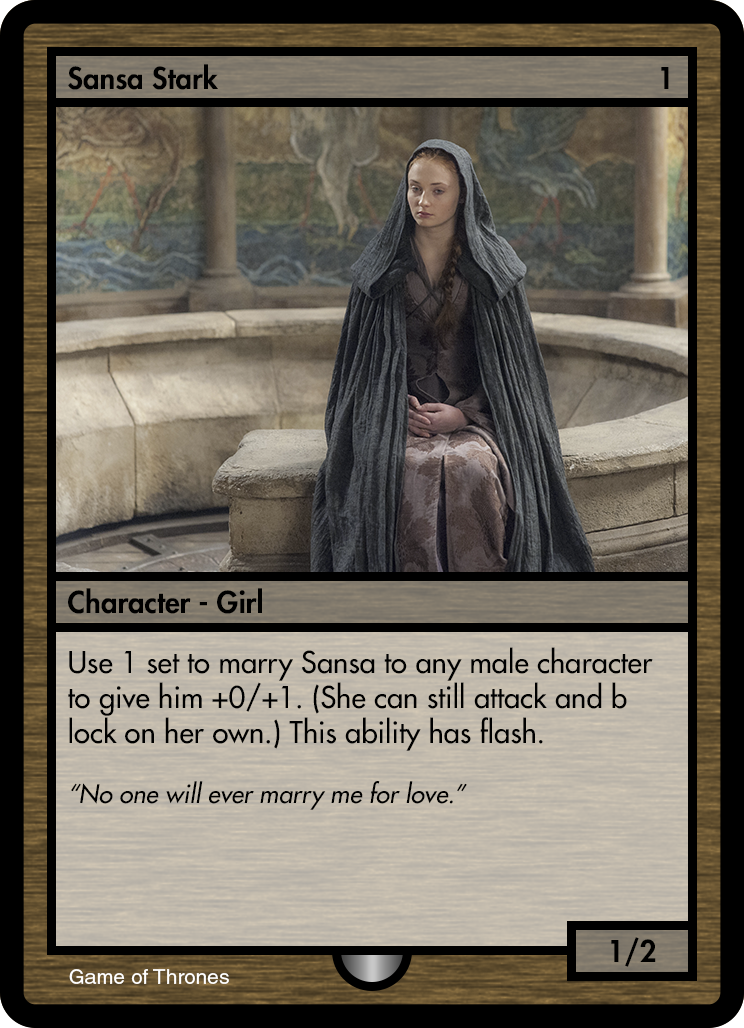 Sansa Stark 1
Character - Girl
Use 1 set to marry Sansa to any male character
to give him +0/+1. (She can still attack and b
lock on her own.) This ability has flash.
“No one will ever marry me for love.”
1/2
Game of Thrones